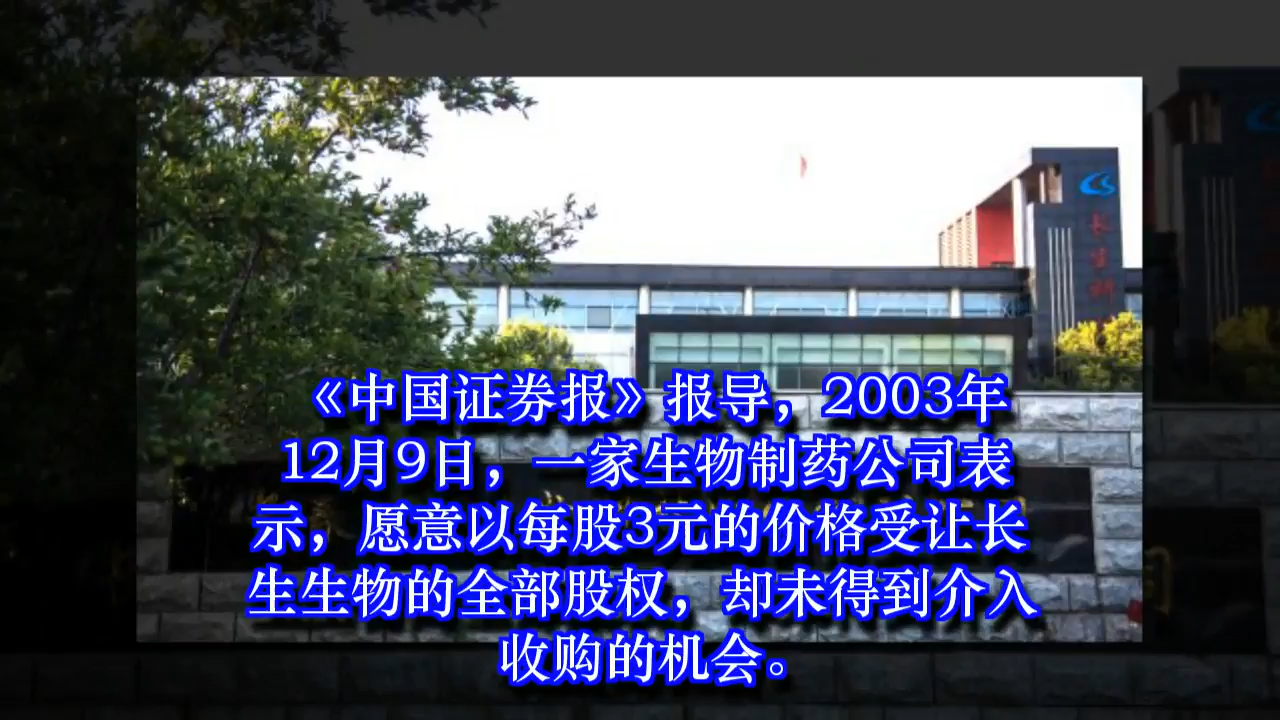 长生科
《中国证券报》报导，2003年
12月9日，一家生物制药公司表
示，愿意以每股3元的价格受让长
生生物的全部股权，却未得到介入
收购的机会。